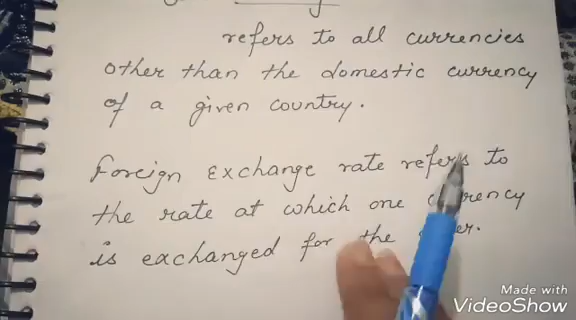 refers to all currencies
other than the domestic currency
of a given country.
Foreign Exchange rate refers to
the rate at which one currency
is exchanged for the
Made with
VideoShow